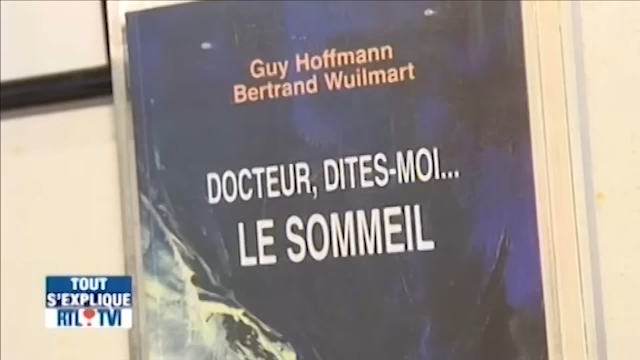 Guy Hoffmann
Bertrand Wuilmart
DOCTEUR, DITES-MOI...
LE SOMMEIL
TOUT
S'EXPLIQUE
RTL TVI